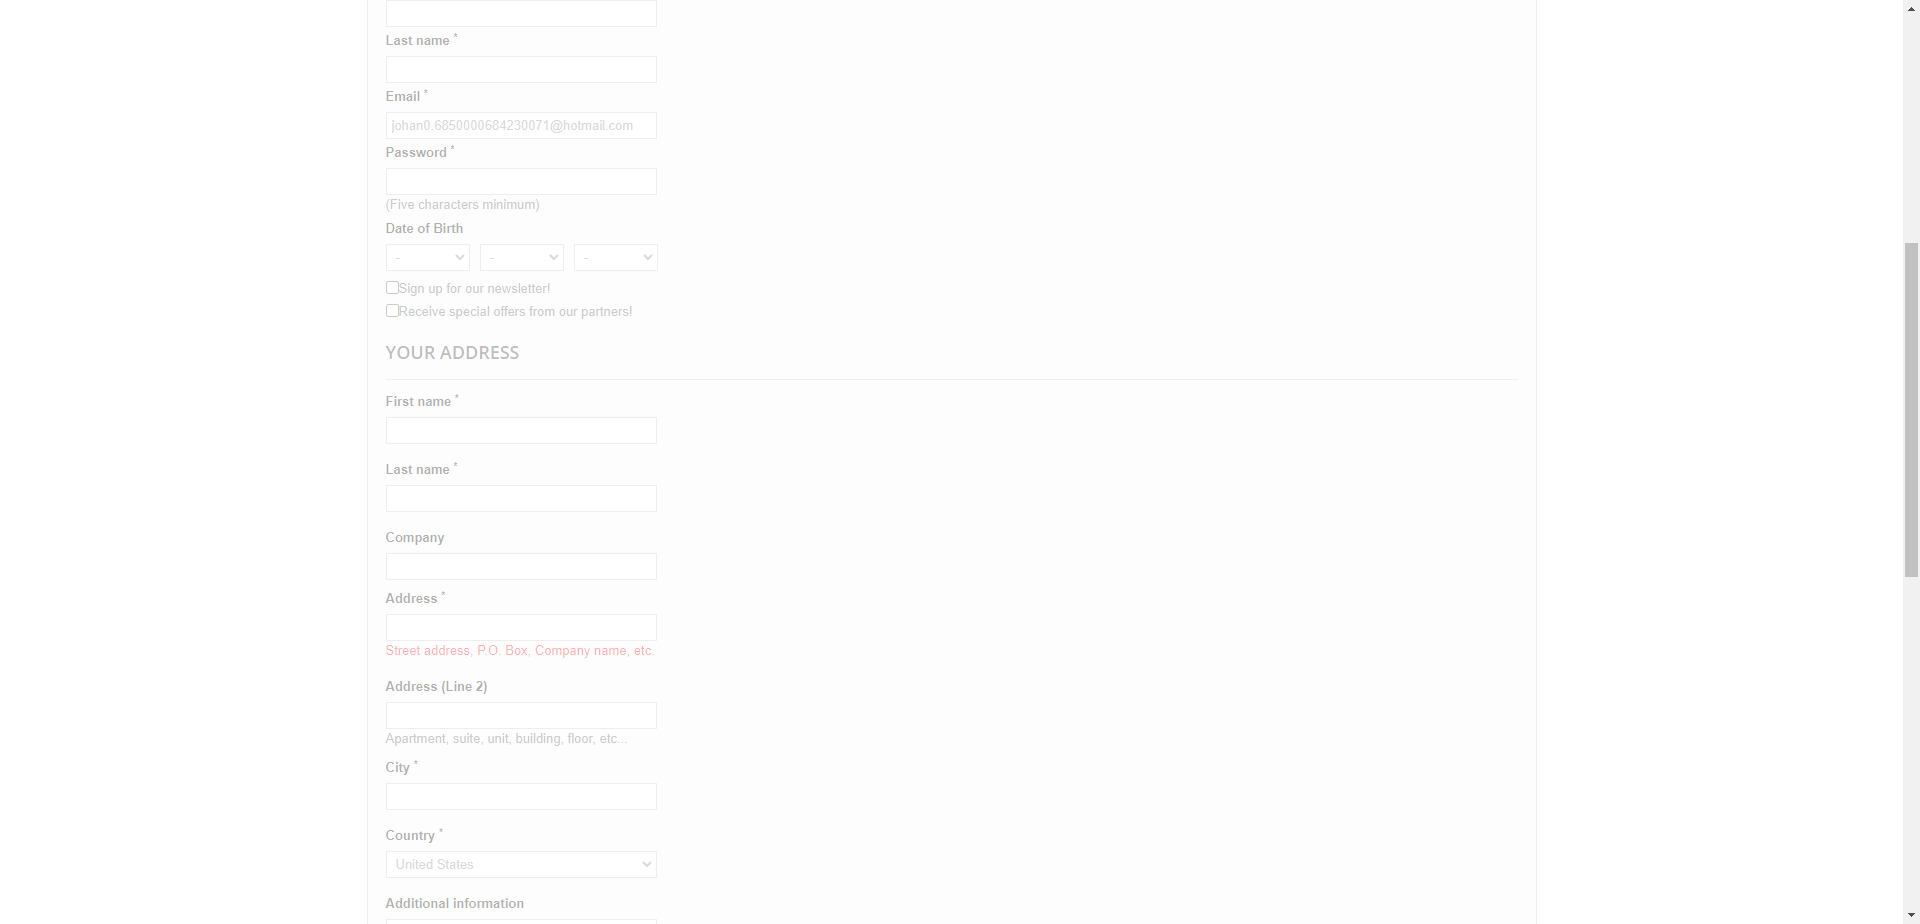 Last name *
Email *
johan0.6850000684230071@hotmail.com
Password *
(Five characters minimum)
Date of Birth
- - -
Sign up for our newsletter!
Receive special offers from our partners!
YOUR ADDRESS
First name *
Last name *
Company
Address *
Street address, P.O. Box, Company name, etc.
Address (Line 2)
Apartment, suite, unit, building, floor, etc...
City *
Country *
United States
Additional information